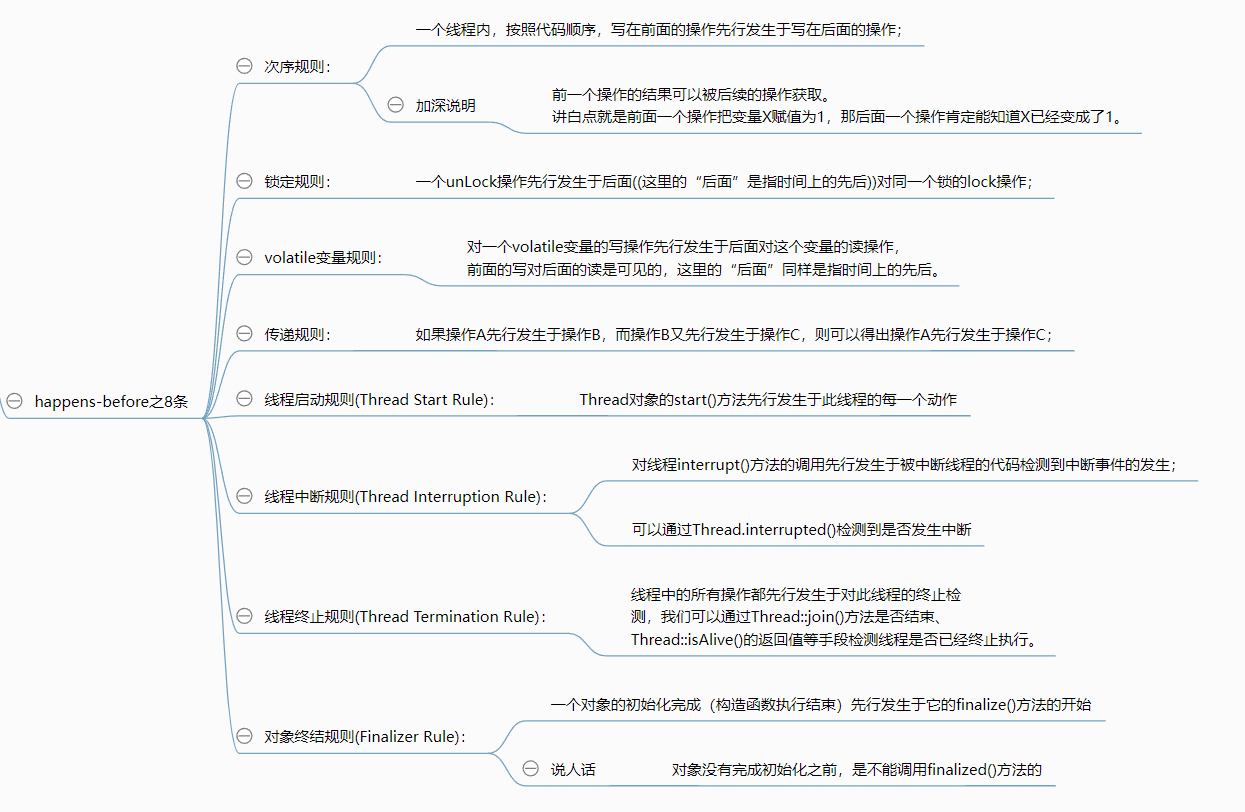 一个线程内，按照代码顺序，写在前面的操作先行发生于写在后面的操作；
次序规则：
加深说明
前一个操作的结果可以被后续的操作获取。
讲白点就是前面一个操作把变量X赋值为1，那后面一个操作肯定能知道X已经变成了1。
锁定规则：
一个unLock操作先行发生于后面((这里的“后面”是指时间上的先后))对同一个锁的lock操作；
volatile变量规则：
对一个volatile变量的写操作先行发生于后面对这个变量的读操作，
前面的写对后面的读是可见的，这里的“后面”同样是指时间上的先后。
传递规则：
如果操作A先行发生于操作B，而操作B又先行发生于操作C，则可以得出操作A先行发生于操作C；
happens-before之8条
线程启动规则(Thread Start Rule)：
Thread对象的start()方法先行发生于此线程的每一个动作
线程中断规则(Thread Interruption Rule)：
对线程interrupt()方法的调用先行发生于被中断线程的代码检测到中断事件的发生；
可以通过Thread.interrupted()检测到是否发生中断
线程终止规则(Thread Termination Rule)：
线程中的所有操作都先行发生于对此线程的终止检
测，我们可以通过Thread::join()方法是否结束、
Thread::isAlive()的返回值等手段检测线程是否已经终止执行。
对象终结规则(Finalizer Rule)：
一个对象的初始化完成（构造函数执行结束）先行发生于它的finalize()方法的开始
说人话
对象没有完成初始化之前，是不能调用finalized()方法的